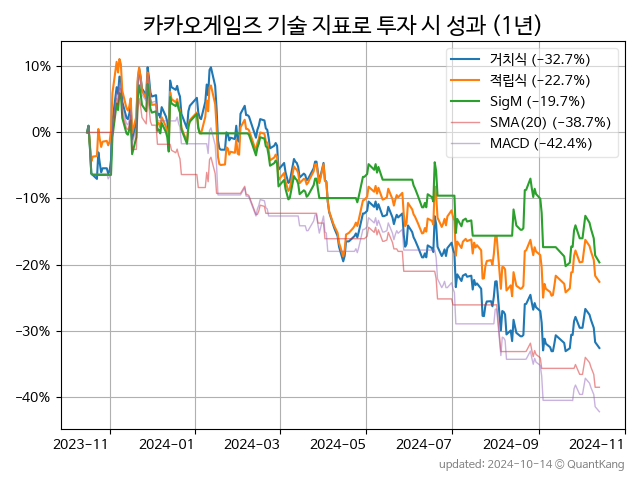 카카오게임즈 기술 지표로 투자 시 성과 (1년)
거치식 (−32.7%)
적립식 (−22.7%)
SigM (−19.7%)
SMA(20) (−38.7%)
MACD (−42.4%)
10%
0%
−10%
−20%
−30%
−40%
2023-11 2024-01 2024-03 2024-05 2024-07 2024-09 2024-11
updated: 2024-10-14 © QuantKang